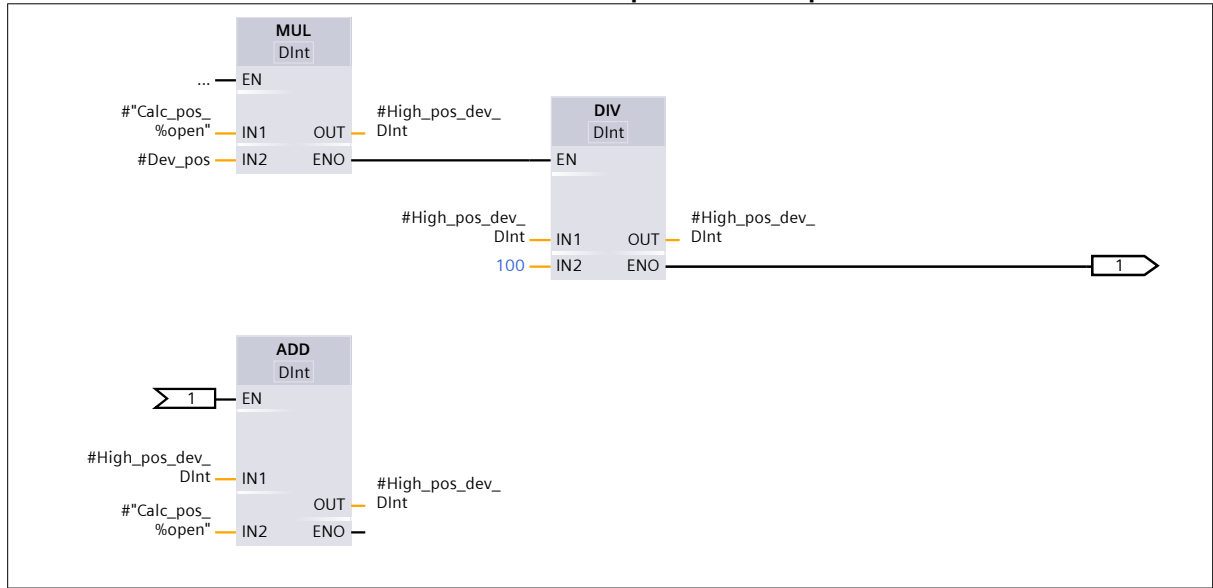 MUL
DInt
... EN
#"Calc_pos_
%open" IN1 OUT #High_pos_dev_
DInt
#Dev_pos IN2 ENO
DIV
DInt
EN
#High_pos_dev_
DInt IN1 OUT #High_pos_dev_
DInt
100 IN2 ENO 1
ADD
DInt
1 EN
#High_pos_dev_
DInt IN1
#"Calc_pos_
%open" IN2
OUT #High_pos_dev_
DInt
ENO